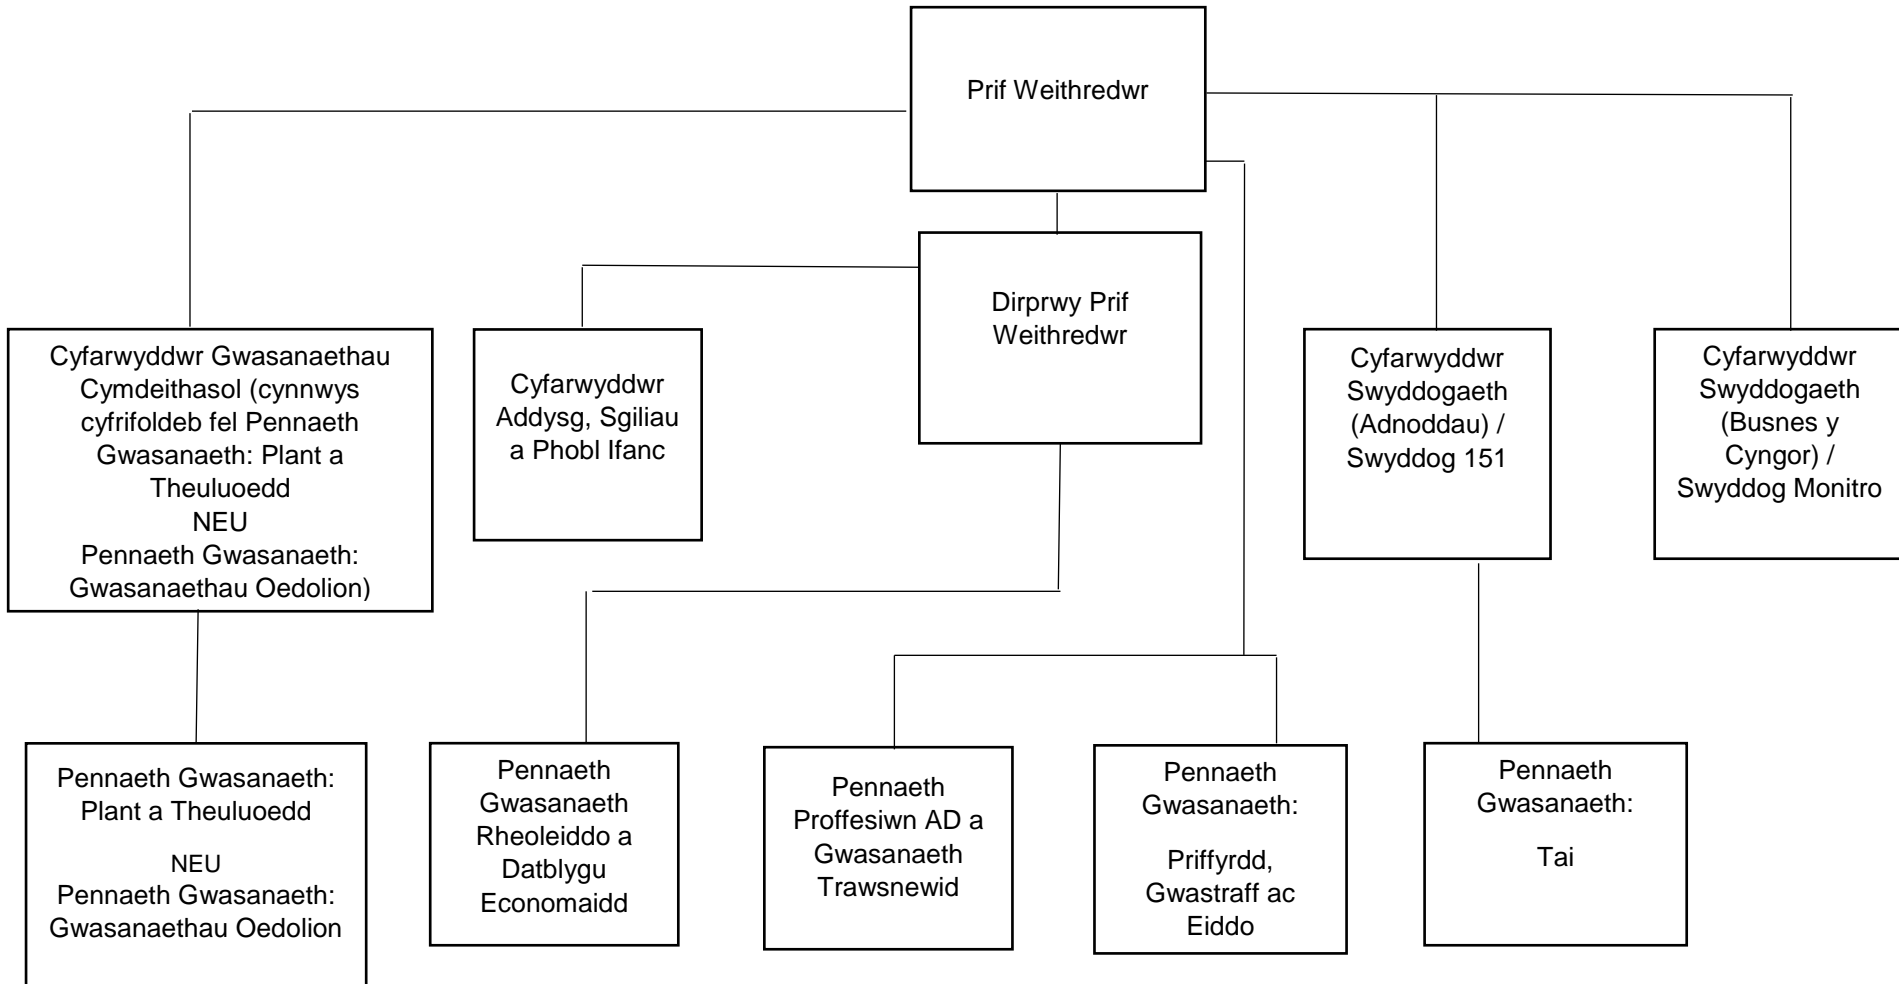 Prif Weithredwr
Dirprwy Prif
Weithredwr
Cyfarwyddwr Gwasanaethau
Cymdeithasol (cynnwys
cyfrifoldeb fel Pennaeth
Gwasanaeth: Plant a
Theuluoedd
NEU
Pennaeth Gwasanaeth:
Gwasanaethau Oedolion)
Cyfarwyddwr
Addysg, Sgiliau
a Phobl Ifanc
Cyfarwyddwr
Swyddogaeth
(Adnoddau) /
Swyddog 151
Cyfarwyddwr
Swyddogaeth
(Busnes y
Cyngor) /
Swyddog Monitro
Pennaeth Gwasanaeth:
Plant a Theuluoedd
NEU
Pennaeth Gwasanaeth:
Gwasanaethau Oedolion
Pennaeth
Gwasanaeth
Rheoleiddo a
Datblygu
Economaidd
Pennaeth
Proffesiwn AD a
Gwasanaeth
Trawsnewid
Pennaeth
Gwasanaeth:
Priffyrdd,
Gwastraff ac
Eiddo
Pennaeth
Gwasanaeth:
Tai